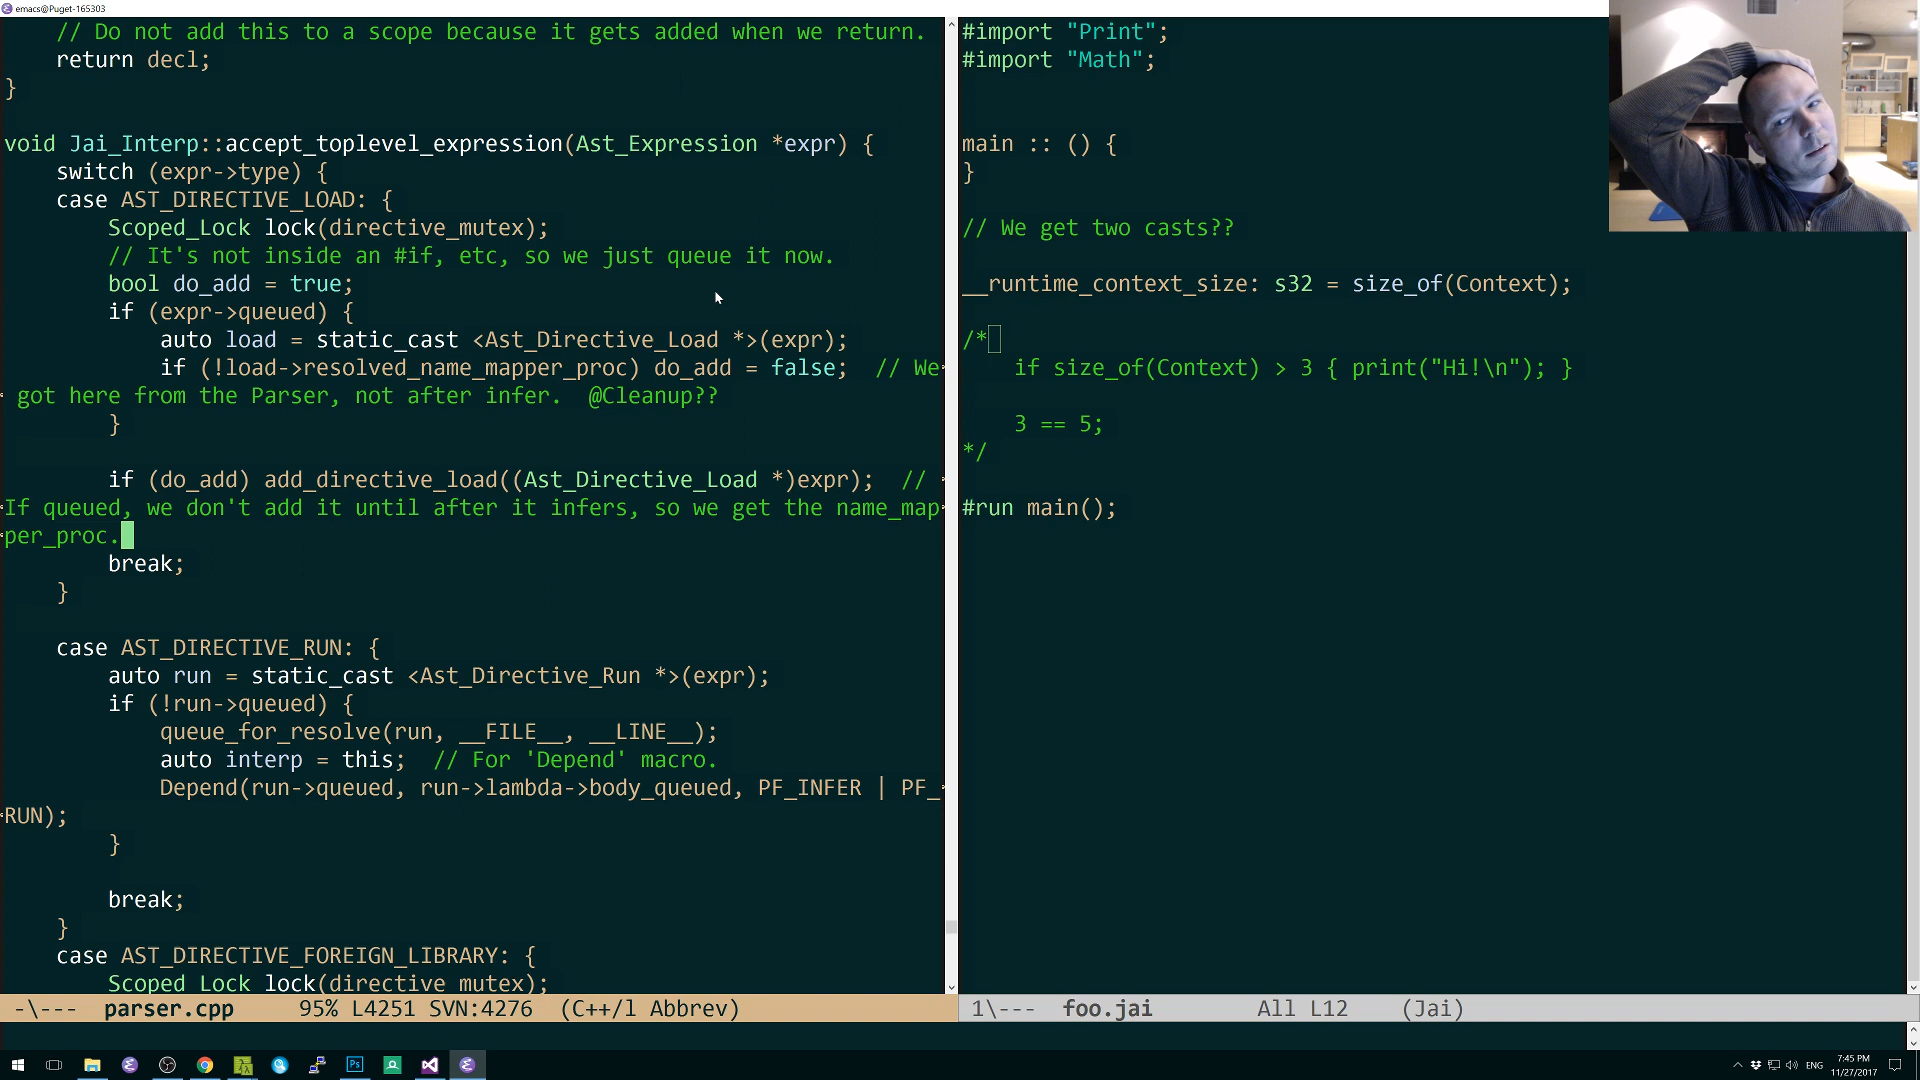 emacs@Puget-165303
// Do not add this to a scope because it gets added when we return.
return decl;
}
void Jai_Interp::accept_toplevel_expression(Ast_Expression *expr) {
switch (expr->type) {
case AST_DIRECTIVE_LOAD: {
Scoped_Lock lock(directive_mutex);
// It's not inside an #if, etc, so we just queue it now.
bool do_add = true;
if (expr->queued) {
auto load = static_cast <Ast_Directive_Load *>(expr);
if (!load->resolved_name_mapper_proc) do_add = false;  // We
got here from the Parser, not after infer.  @Cleanup??
}
if (do_add) add_directive_load((Ast_Directive_Load *)expr);  //
If queued, we don't add it until after it infers, so we get the name_map
per_proc.
break;
}
case AST_DIRECTIVE_RUN: {
auto run = static_cast <Ast_Directive_Run *>(expr);
if (!run->queued) {
queue_for_resolve(run, __FILE__, __LINE__);
auto interp = this;  // For 'Depend' macro.
Depend(run->queued, run->lambda->body_queued, PF_INFER | PF_
RUN);
}
break;
}
case AST_DIRECTIVE_FOREIGN_LIBRARY: {
Scoped_Lock lock(directive_mutex);
-\---  parser.cpp     95% L4251 SVN:4276  (C++/l Abbrev)
#import "Print";
#import "Math";
main :: () {
}
// We get two casts??
__runtime_context_size: s32 = size_of(Context);
/*
if size_of(Context) > 3 { print("Hi!\n"); }
3 == 5;
*/
#run main();
1\---  foo.jai        All L12    (Jai)
Ps
ENG
7:45 PM
11/27/2017